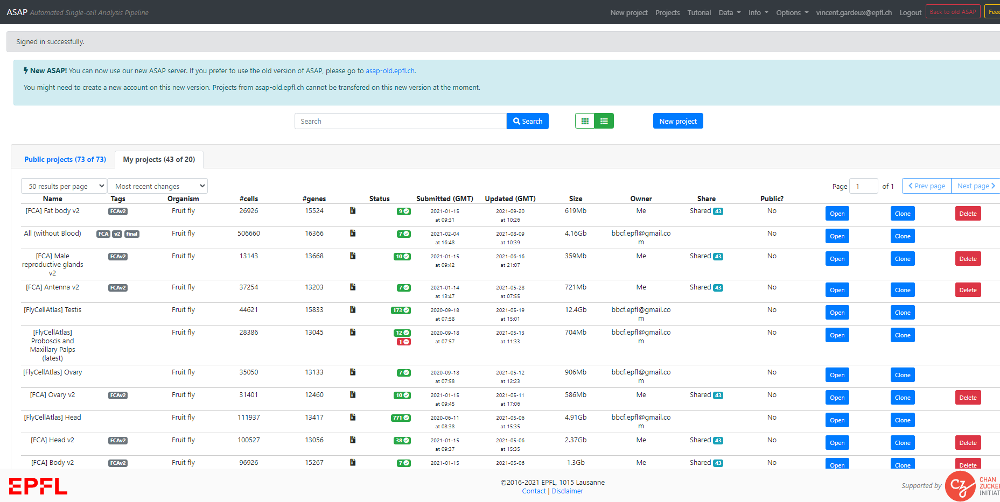 ASAP Automated Single-cell Analysis Pipeline New project Projects Tutorial Data Info Options vincent.gardeux@epfl.ch Logout Back to old ASAP Feed
Signed in successfully.
New ASAP! You can now use our new ASAP server. If you prefer to use the old version of ASAP, please go to asap-old.epfl.ch.
You might need to create a new account on this new version. Projects from asap-old.epfl.ch cannot be transfered on this new version at the moment.
Search Search New project
Public projects (73 of 73) My projects (43 of 20)
50 results per page Most recent changes Page 1 of 1 Prev page Next page
Name Tags Organism #cells #genes Status Submitted (GMT) Updated (GMT) Size Owner Share Public?
[FCA] Fat body v2 FCAv2 Fruit fly 26926 15524 9 2021-01-15 2021-09-20 619Mb Me Shared 43 No Open Clone Delete
at 09:31 at 10:26
All (without Blood) FCA v2 final Fruit fly 506660 16366 7 2021-02-04 2021-08-09 4.16Gb bbcf.epfl@gmail.co No Open Clone
at 16:48 at 10:39 m
[FCA] Male FCAv2 Fruit fly 13143 13668 10 2021-01-15 2021-06-16 359Mb Me Shared 43 No Open Clone Delete
reproductive glands at 09:42 at 21:07
v2
[FCA] Antenna v2 FCAv2 Fruit fly 37254 13203 7 2021-01-14 2021-05-28 721Mb Me Shared 43 No Open Clone Delete
at 13:47 at 07:55
[FlyCellAtlas] Testis Fruit fly 44621 15833 173 2020-09-18 2021-05-19 12.4Gb bbcf.epfl@gmail.co No Open Clone
at 07:58 at 15:01 m
[FlyCellAtlas] Fruit fly 28386 13045 12 2020-09-18 2021-05-13 704Mb bbcf.epfl@gmail.co No Open Clone
Proboscis and 1 at 07:57 at 11:33 m
Maxillary Palps
(latest)
[FlyCellAtlas] Ovary Fruit fly 35050 13133 7 2020-09-18 2021-05-12 906Mb bbcf.epfl@gmail.co No Open Clone
at 07:58 at 12:23 m
[FCA] Ovary v2 FCAv2 Fruit fly 31401 12460 10 2021-01-15 2021-05-11 586Mb Me Shared 43 No Open Clone Delete
at 09:45 at 17:06
[FlyCellAtlas] Head Fruit fly 111937 13417 771 2020-06-11 2021-05-06 4.91Gb bbcf.epfl@gmail.co No Open Clone
at 08:38 at 15:35 m
[FCA] Head v2 FCAv2 Fruit fly 100527 13056 38 2021-01-15 2021-05-06 2.37Gb Me Shared 43 No Open Clone Delete
at 09:37 at 15:35
[FCA] Body v2 FCAv2 Fruit fly 96926 15267 7 2021-01-15 2021-05-06 1.3Gb Me Shared 43 No Open Clone Delete
EPFL ©2016-2021 EPFL, 1015 Lausanne
Contact | Disclaimer
Supported by CZ CHAN
ZUCKE
INITIAT